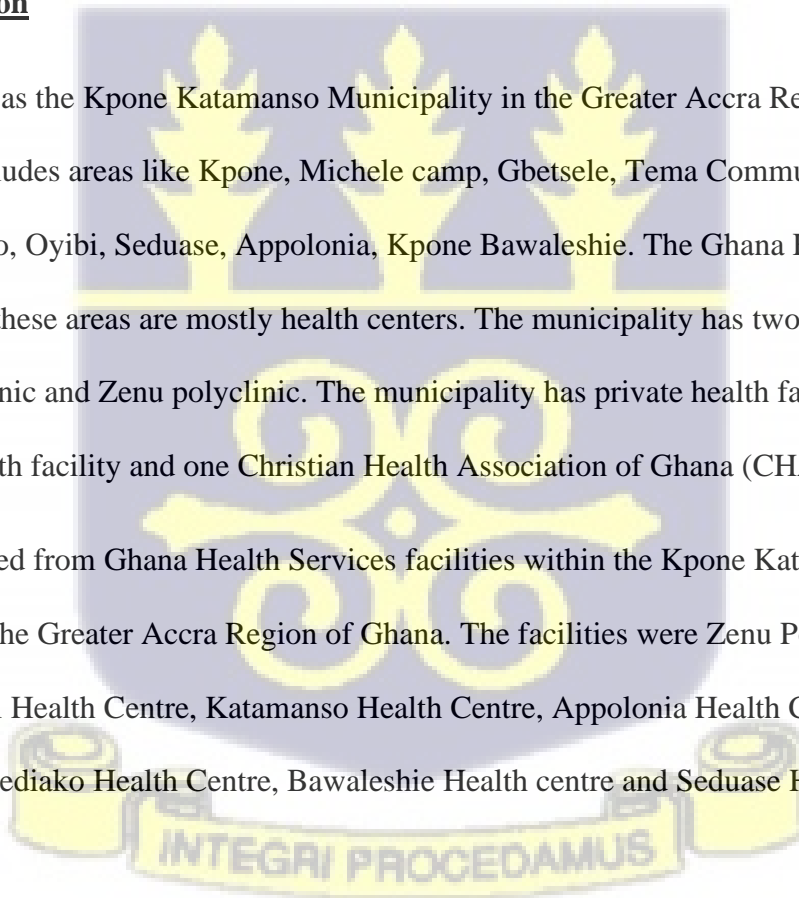 on
as the Kpone Katamanso Municipality in the Greater Accra Re
ludes areas like Kpone, Michele camp, Gbetsele, Tema Commu
o, Oyibi, Seduase, Appolonia, Kpone Bawaleshie. The Ghana
these areas are mostly health centers. The municipality has two
nic and Zenu polyclinic. The municipality has private health fa
th facility and one Christian Health Association of Ghana (CHA
ed from Ghana Health Services facilities within the Kpone Kat
he Greater Accra Region of Ghana. The facilities were Zenu P
Health Centre, Katamanso Health Centre, Appolonia Health C
ediako Health Centre, Bawaleshie Health centre and Seduase H
INTEGRI PROCEDAMUS